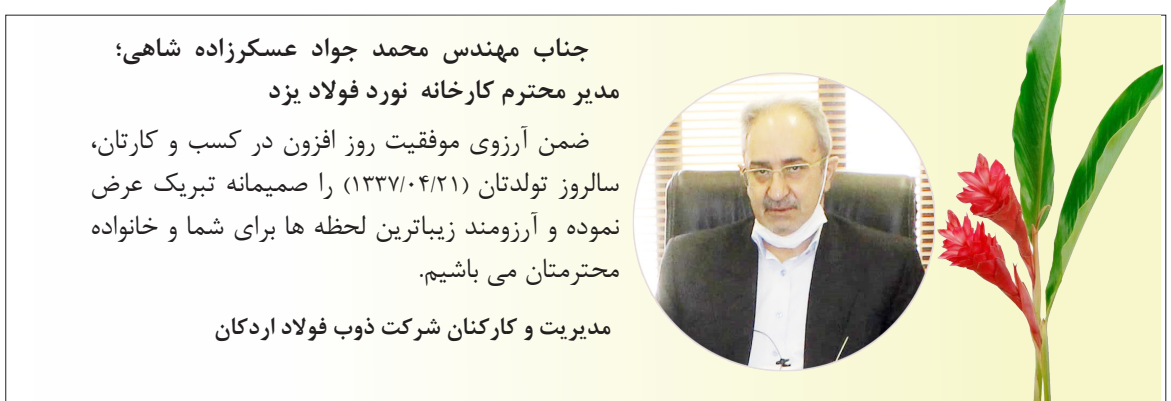 جناب مهندس محمد جواد عسکرزاده شاهی؛
مدیر محترم کارخانه نورد فولاد یزد
ضمن آرزوی موفقیت روز افزون در کسب و کارتان،
سالروز تولدتان (۱۳۳۷/۰۴/۲۱) را صمیمانه تبریک عرض
نموده و آرزومند زیباترین لحظه ها برای شما و خانواده
محترمتان می باشیم.
مدیریت و کارکنان شرکت ذوب فولاد اردکان